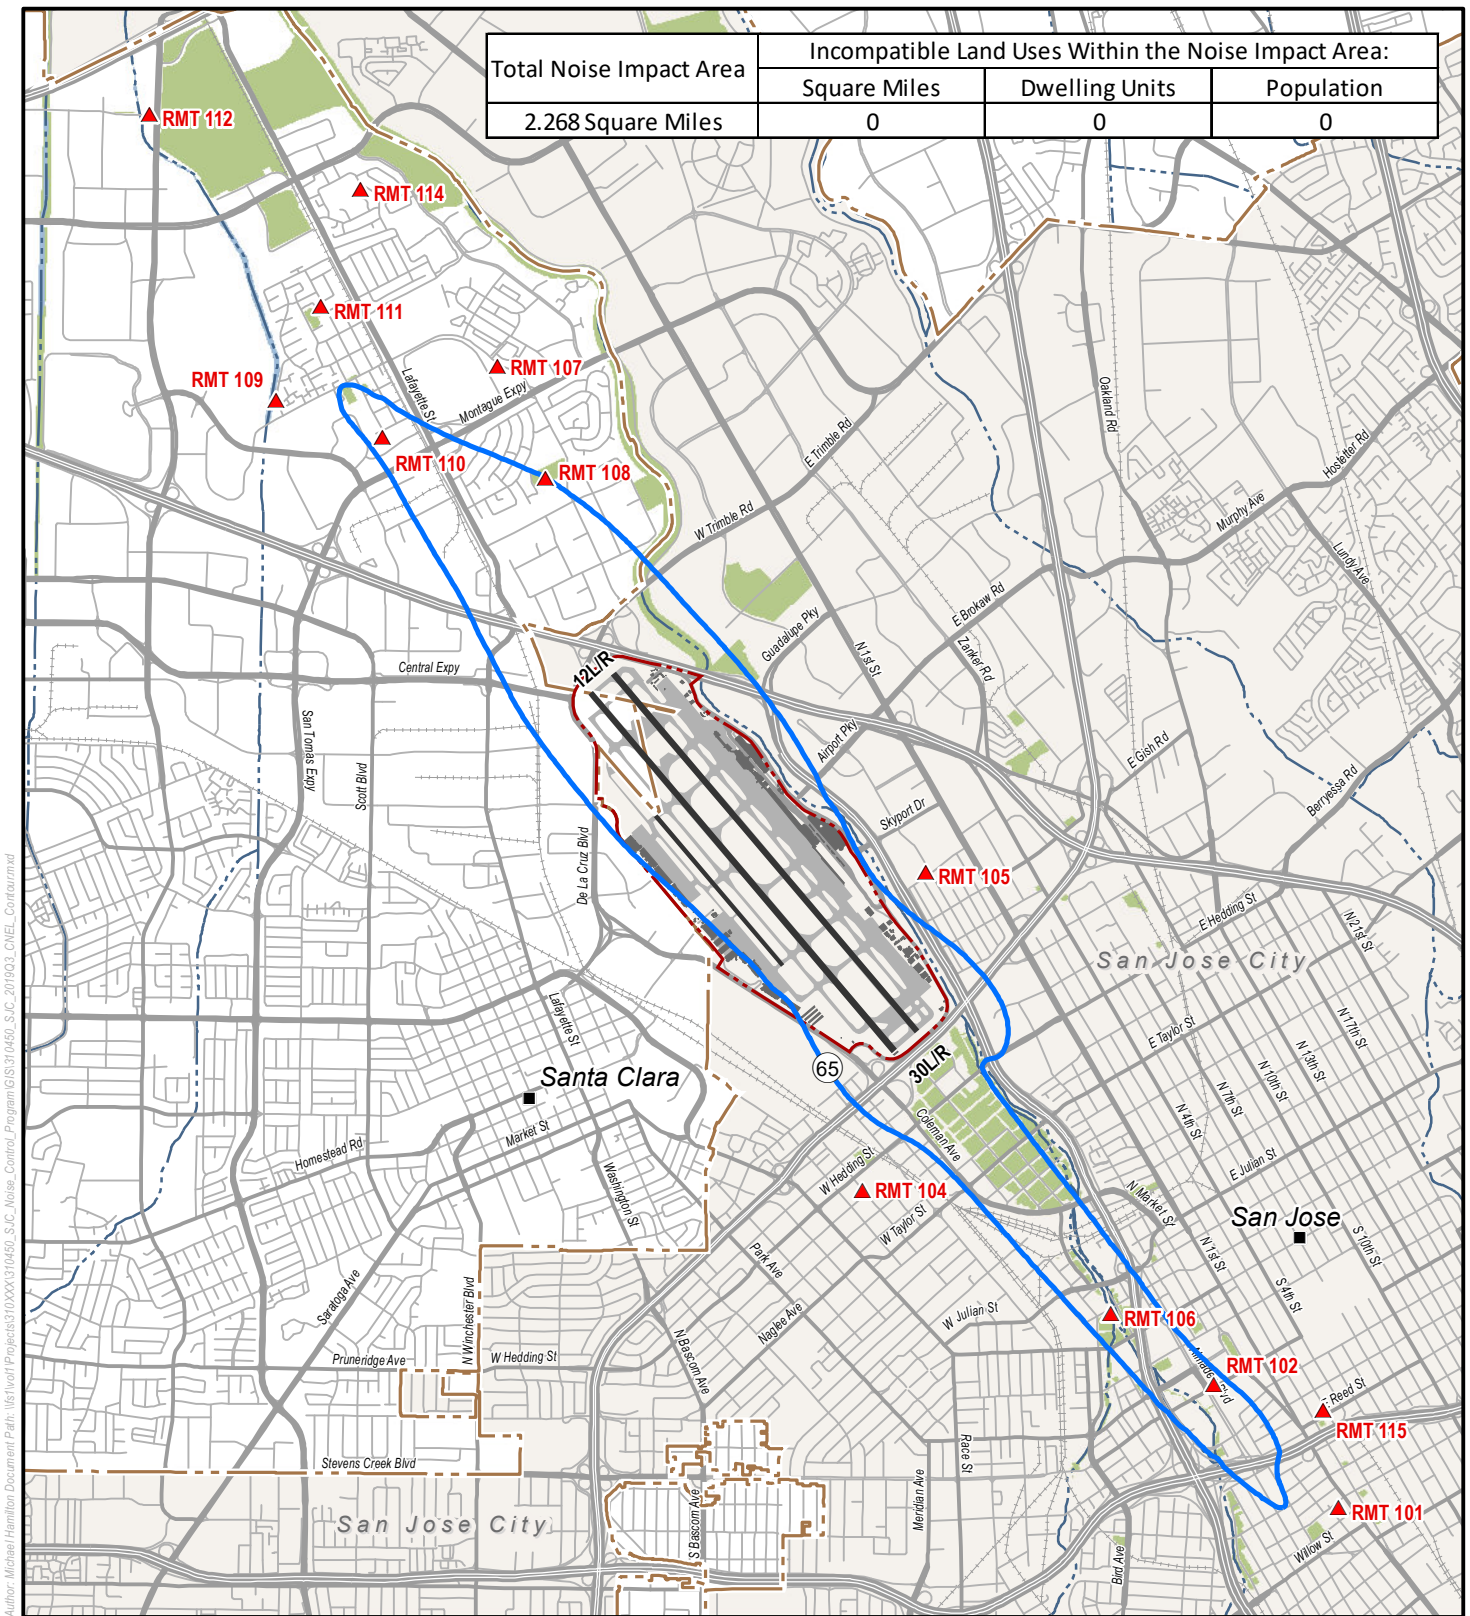 Total Noise Impact Area
Incompatible Land Uses Within the Noise Impact Area:
Square Miles
Dwelling Units
Population
2.268 Square Miles
0
0
0
RMT 112
RMT 114
RMT 111
RMT 107
RMT 109
RMT 110
RMT 108
Lafayette St
Montague Expy
Oakland Rd
E Trimble Rd
W Trimble Rd
Hostetter Rd
Murphy Ave
Lundy Ave
E Brokaw Rd
Guadalupe Pky
N 1st St
Zanker Rd
12L/R
Central Expy
San Tomas Expy
Scott Blvd
Airport Pky
E Gish Rd
Berryessa Rd
Skyport Dr
De La Cruz Blvd
RMT 105
E Hedding St
N 21st St
San Jose City
Lafayette St
N 17th St
E Taylor St
N 13th St
N 10th St
N 7th St
N 4th St
65
30L/R
Santa Clara
Market St
Homestead Rd
Coleman Ave
W Hedding St
E Julian St
Washington St
RMT 104
N Market St
W Taylor St
San Jose
N 1st St
S 10th St
Park Ave
Saratoga Ave
N Winchester Blvd
S 4th St
Naglee Ave
W Julian St
RMT 106
Pruneridge Ave
W Hedding St
N Bascom Ave
RMT 102
E Reed St
RMT 115
Race St
Stevens Creek Blvd
Meridian Ave
S Bascom Ave
San Jose City
RMT 101
Willow St
Bird Ave